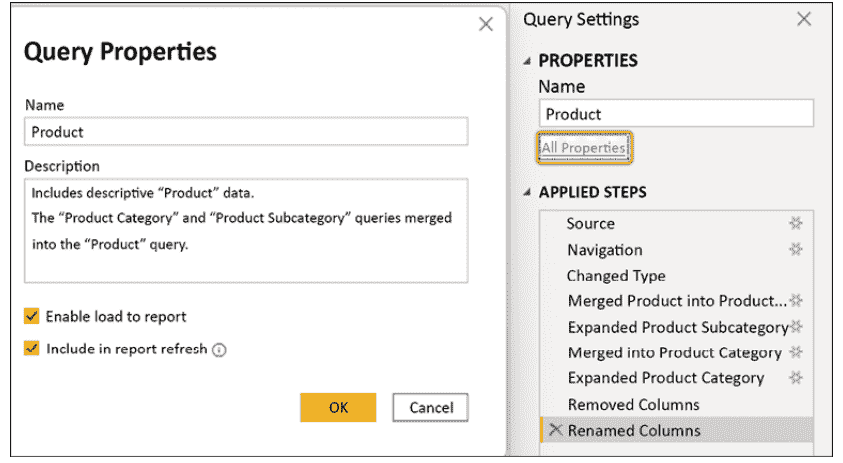 Query Properties
Name
Product
Description
Includes descriptive “Product” data.
The “Product Category” and “Product Subcategory” queries merged
into the “Product” query.
Enable load to report
Include in report refresh
OK
Cancel
Query Settings
PROPERTIES
Name
Product
All Properties
APPLIED STEPS
Source
Navigation
Changed Type
Merged Product into Product...
Expanded Product Subcategory
Merged into Product Category
Expanded Product Category
Removed Columns
Renamed Columns